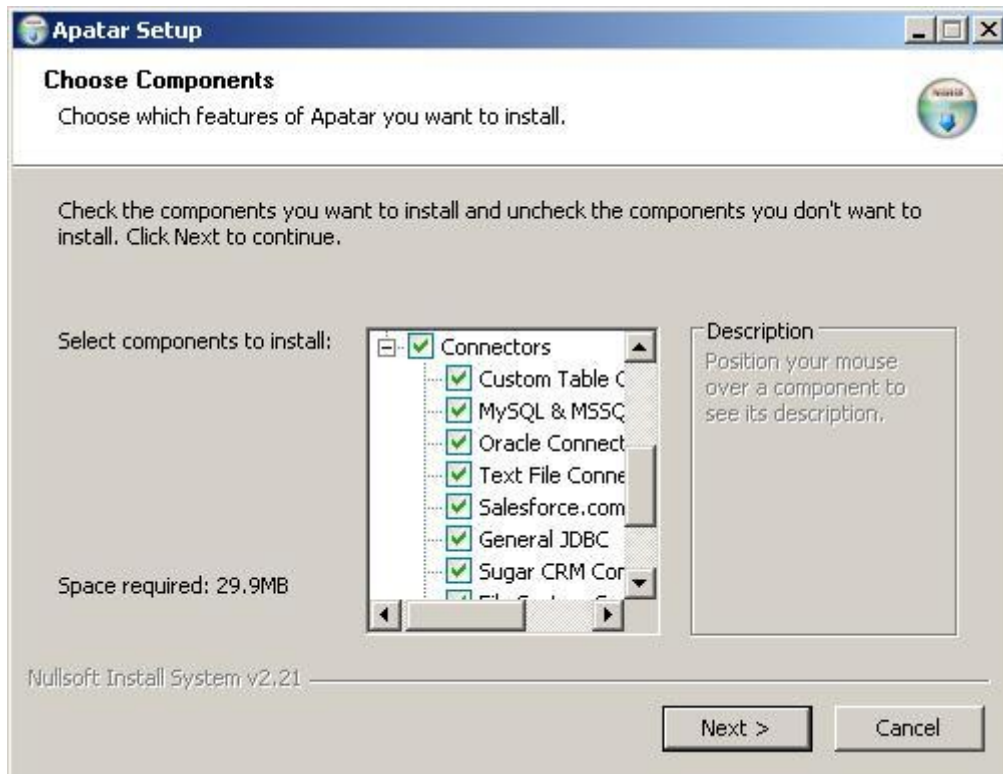 Apatar Setup
Choose Components
Choose which features of Apatar you want to install.
Check the components you want to install and uncheck the components you don't want to
install. Click Next to continue.
Select components to install:
Connectors
Custom Table C
MySQL & MSSQ
Oracle Connect
Text File Conne
Salesforce.com
General JDBC
Sugar CRM Cor
Space required: 29.9MB
Description
Position your mouse
over a component to
see its description.
Nullsoft Install System v2.21
Next >
Cancel